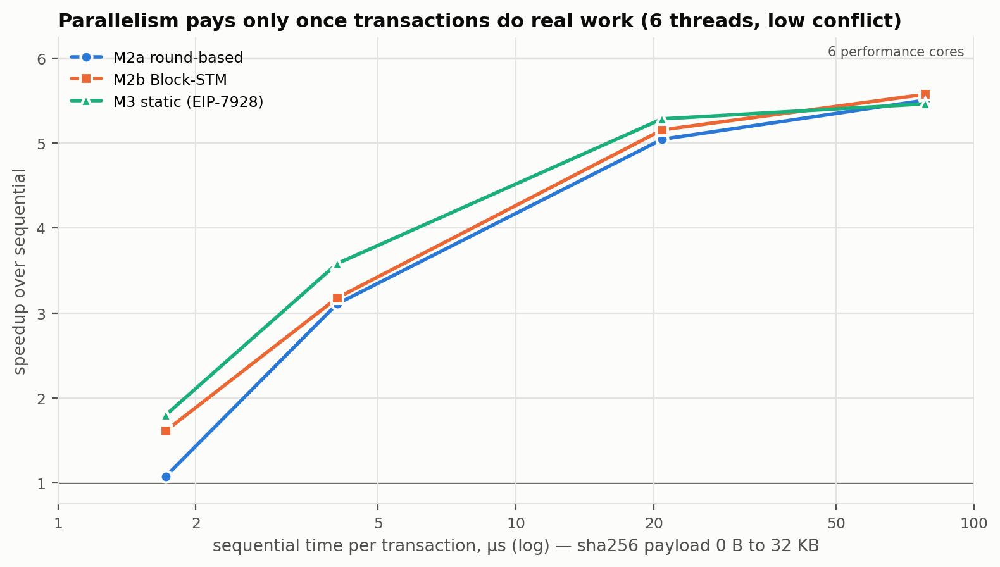 Parallelism pays only once transactions do real work (6 threads, low conflict)
M2a round-based
M2b Block-STM
M3 static (EIP-7928)
6 performance cores
speedup over sequential
6
5
4
3
2
1
1 2 5 10 20 50 100
sequential time per transaction, µs (log) — sha256 payload 0 B to 32 KB